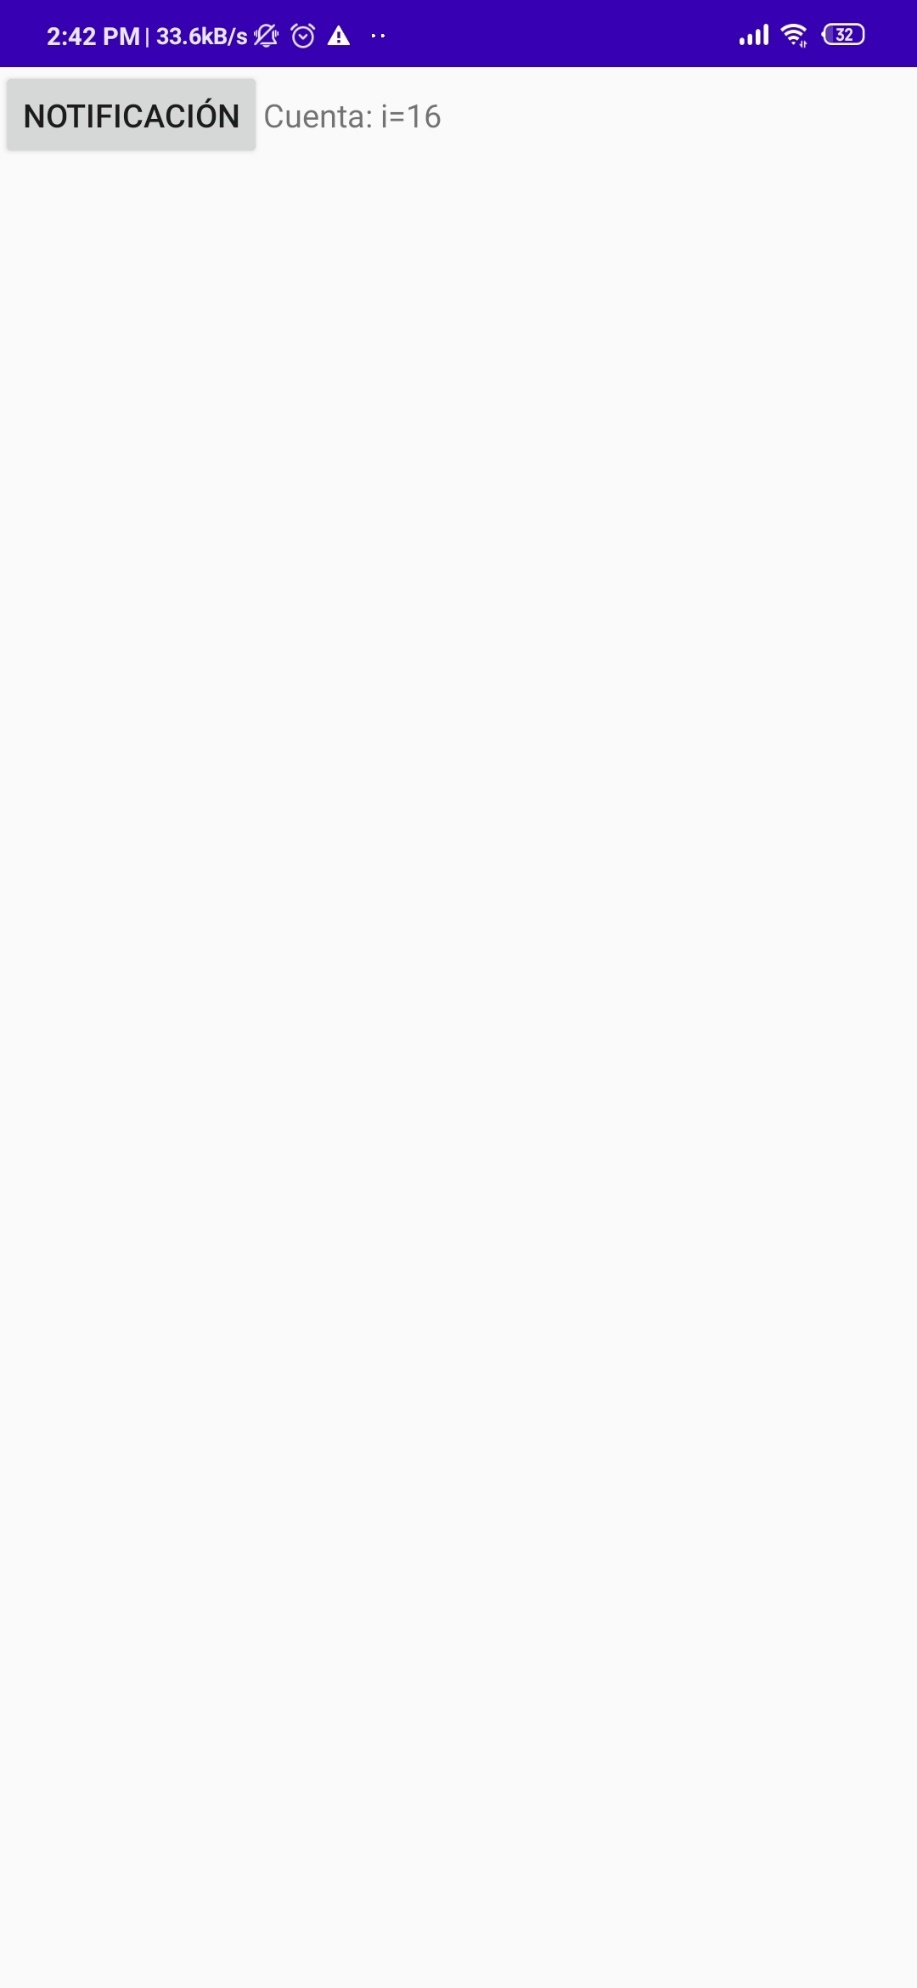 2:42 PM | 33.6kB/s 32
NOTIFICACIÓN Cuenta: i=16